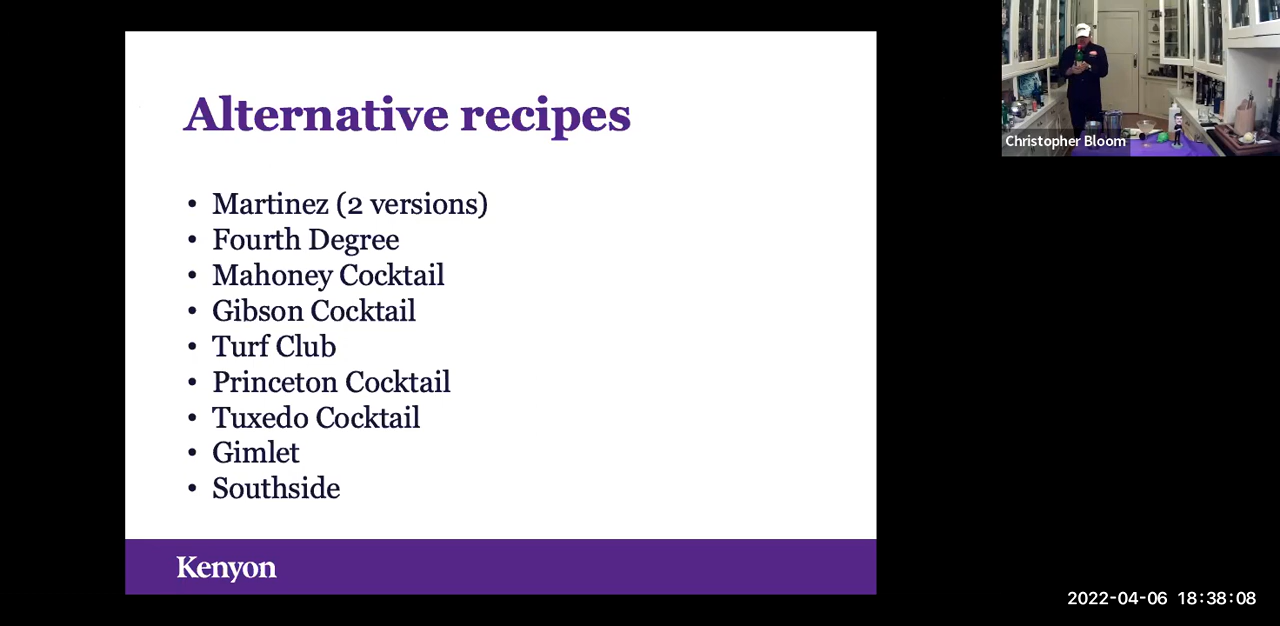 Alternative recipes
• Martinez (2 versions)
• Fourth Degree
• Mahoney Cocktail
• Gibson Cocktail
• Turf Club
• Princeton Cocktail
• Tuxedo Cocktail
• Gimlet
• Southside
Kenyon
Christopher Bloom
2022-04-06 18:38:08